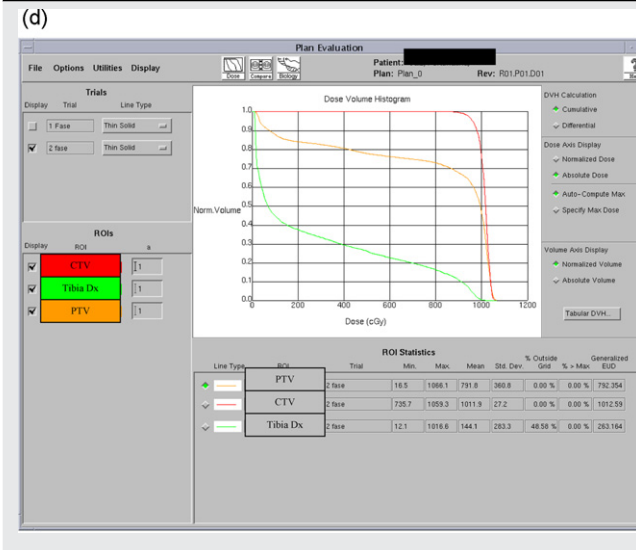 (d)
Plan Evaluation
File Options Utilities Display
Dose Compare Biology
Patient:
Plan: Plan_0 Rev: R01.P01.D01
Trials
Display Trial Line Type
1 Fase Thin Solid
2 fase Thin Solid
ROIs
Display ROI a
CTV 1
Tibia Dx 1
PTV 1
Dose Volume Histogram
Norm.Volume
1.0
0.9
0.8
0.7
0.6
0.5
0.4
0.3
0.2
0.1
0.0
0 200 400 600 800 1000 1200
Dose (cGy)
DVH Calculation
Cumulative
Differential
Dose Axis Display
Normalized Dose
Absolute Dose
Auto-Compute Max
Specify Max Dose
Volume Axis Display
Normalized Volume
Absolute Volume
Tabular DVH...
ROI Statistics
Line Type ROI Trial Min. Max. Mean Std. Dev. % Outside Grid % > Max Generalized EUD
PTV 2 fase 16.5 1066.1 791.8 360.8 0.00 % 0.00 % 792.354
CTV 2 fase 735.7 1059.3 1011.9 27.2 0.00 % 0.00 % 1012.59
Tibia Dx 2 fase 12.1 1016.6 144.1 283.3 48.58 % 0.00 % 263.164